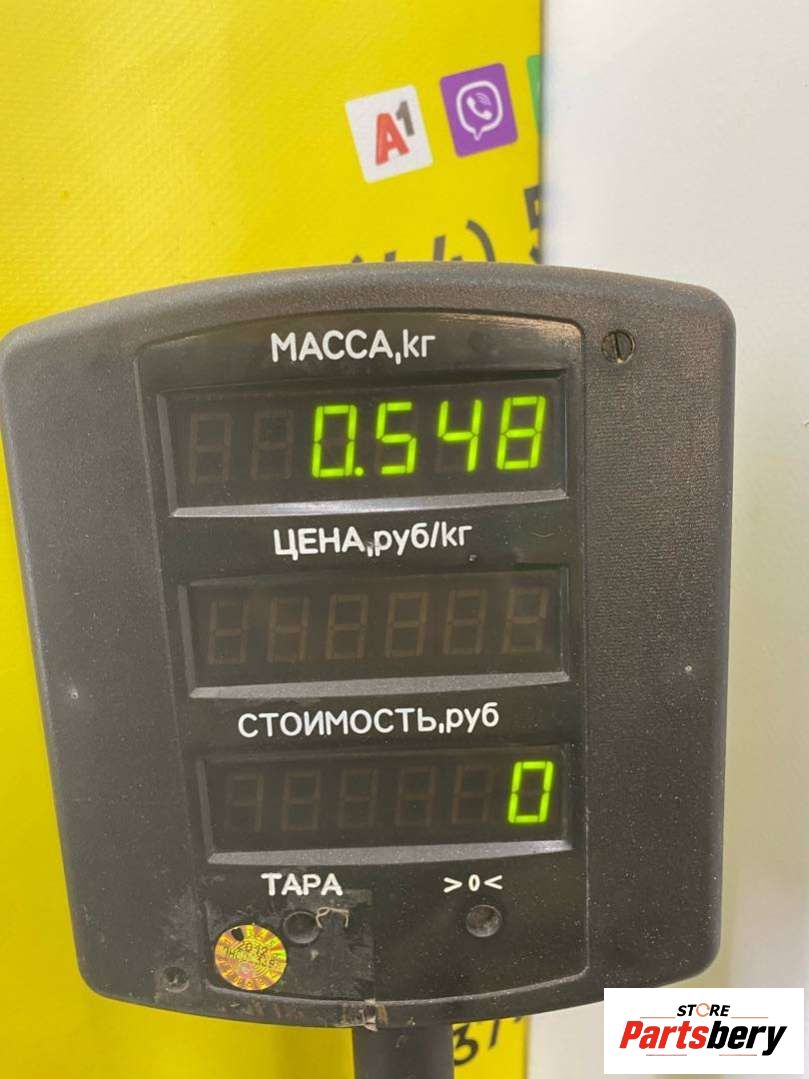 A1
МАССА,кг
0.548
ЦЕНА,руб/кг
СТОИМОСТЬ,руб
0
ТАРА
>0<
STORE
Partsbery